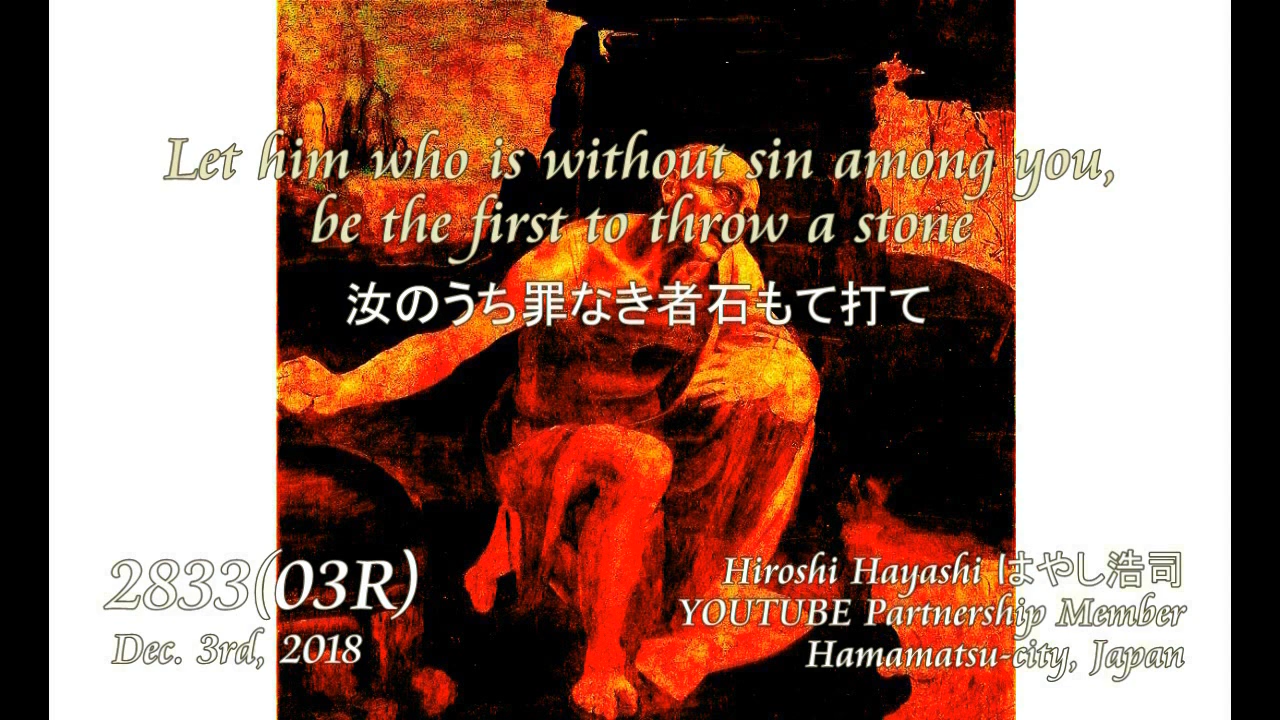 Let him who is without sin among you,
be the first to throw a stone
汝のうち罪なき者石もて打て
2833(03R)
Dec. 3rd, 2018
Hiroshi Hayashi はやし浩司
YOUTUBE Partnership Member
Hamamatsu-city, Japan